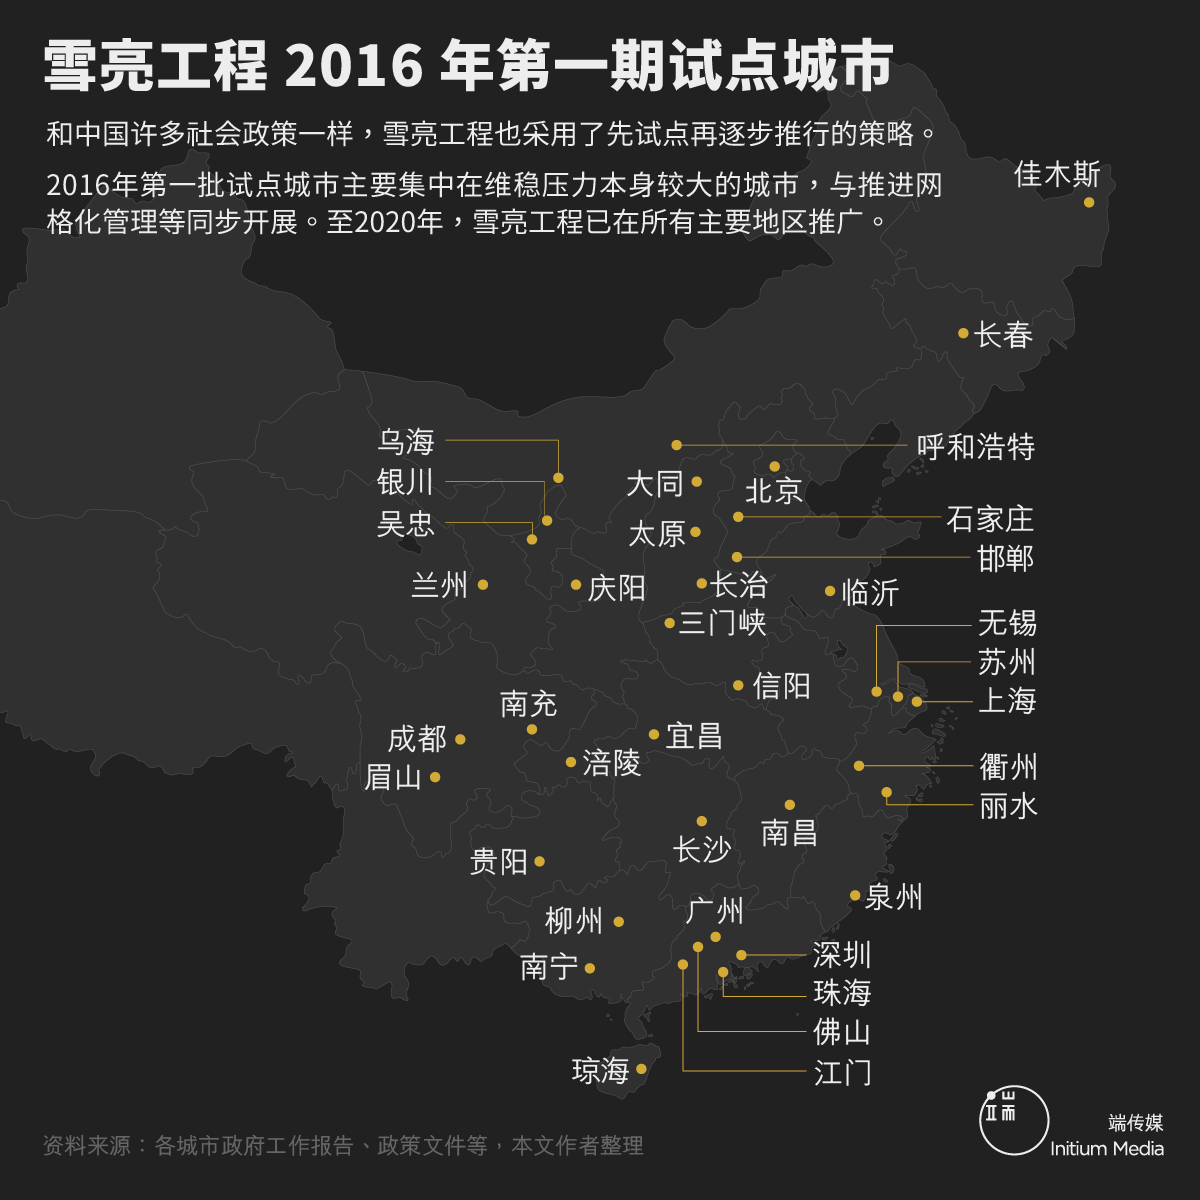 雪亮工程 2016 年第一期试点城市
和中国许多社会政策一样，雪亮工程也采用了先试点再逐步推行的策略。
2016年第一批试点城市主要集中在维稳压力本身较大的城市，与推进网
格化管理等同步开展。至2020年，雪亮工程已在所有主要地区推广。
佳木斯
长春
乌海
呼和浩特
银川
大同
北京
吴忠
太原
石家庄
邯郸
兰州
庆阳
长治
临沂
三门峡
无锡
苏州
信阳
上海
南充
成都
宜昌
涪陵
眉山
衢州
丽水
南昌
长沙
贵阳
泉州
柳州
广州
南宁
深圳
珠海
佛山
琼海
江门
端
端传媒
Initium Media
资料来源：各城市政府工作报告、政策文件等，本文作者整理